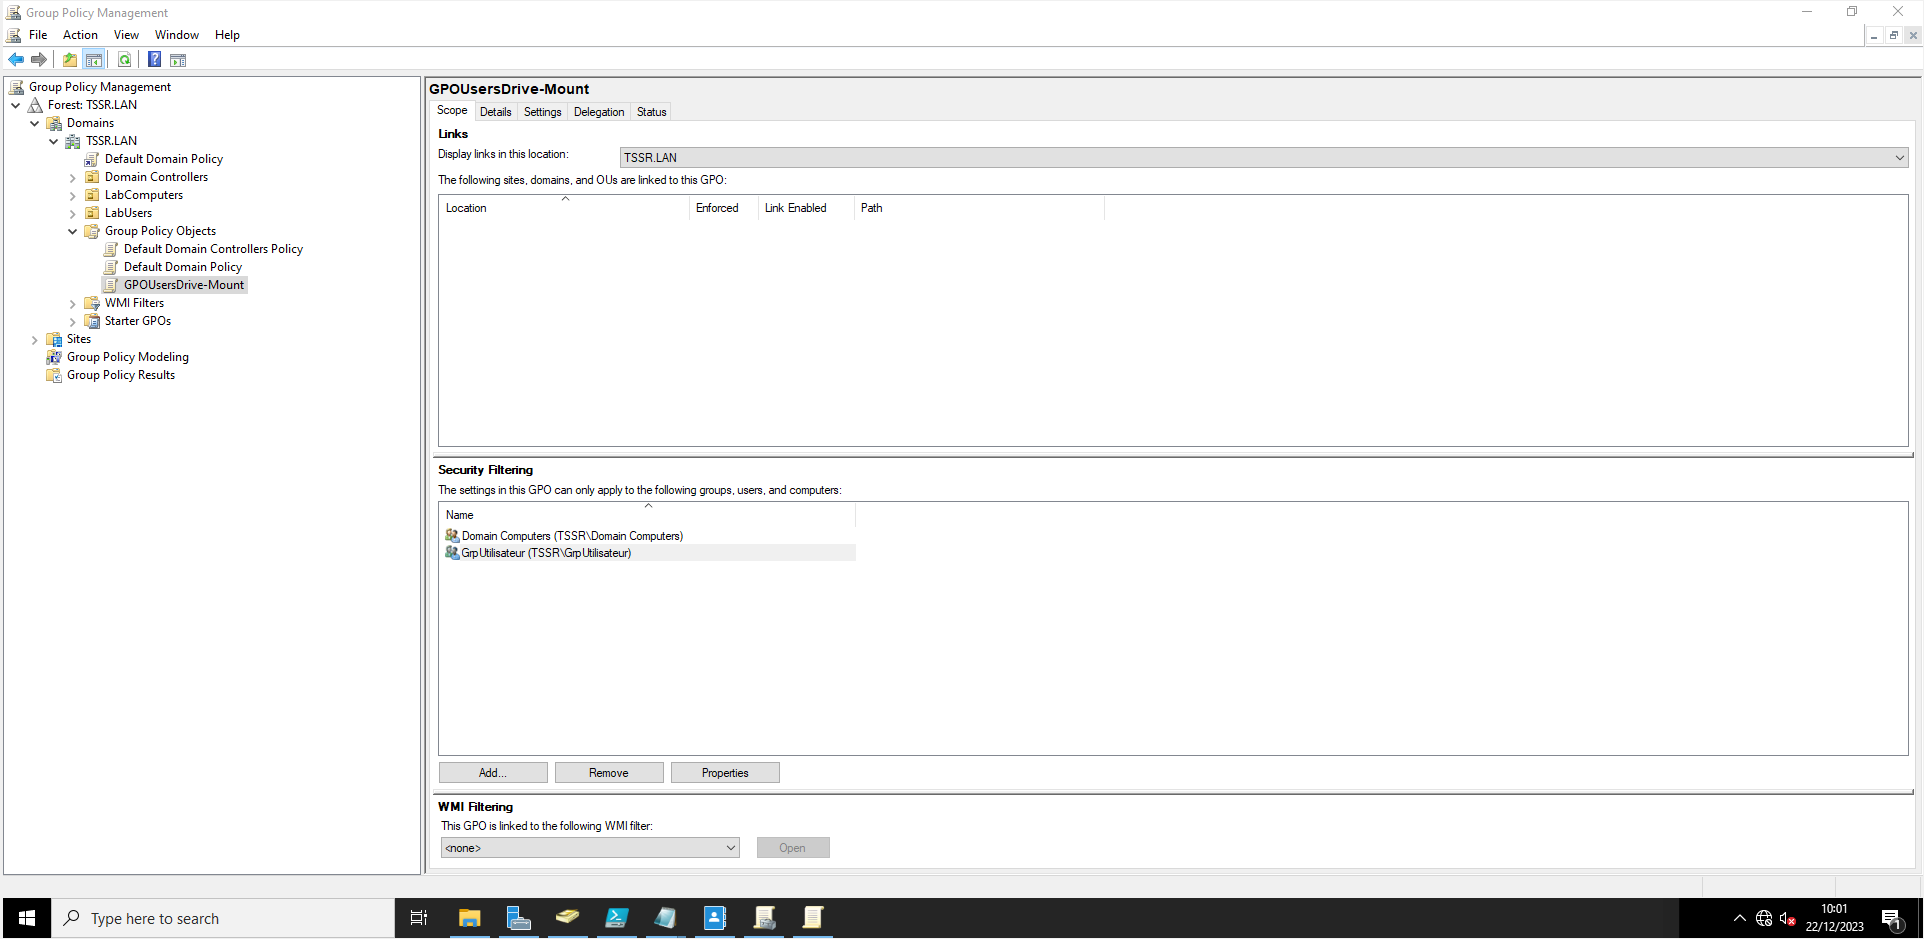 Group Policy Management
File Action View Window Help
Group Policy Management
Forest: TSSR.LAN
Domains
TSSR.LAN
Default Domain Policy
Domain Controllers
LabComputers
LabUsers
Group Policy Objects
Default Domain Controllers Policy
Default Domain Policy
GPOUsersDrive-Mount
WMI Filters
Starter GPOs
Sites
Group Policy Modeling
Group Policy Results
GPOUsersDrive-Mount
Scope Details Settings Delegation Status
Links
Display links in this location: TSSR.LAN
The following sites, domains, and OUs are linked to this GPO:
Location Enforced Link Enabled Path
Security Filtering
The settings in this GPO can only apply to the following groups, users, and computers:
Name
Domain Computers (TSSR\Domain Computers)
GrpUtilisateur (TSSR\GrpUtilisateur)
Add... Remove Properties
WMI Filtering
This GPO is linked to the following WMI filter:
<none> Open
Type here to search
10:01
22/12/2023
1